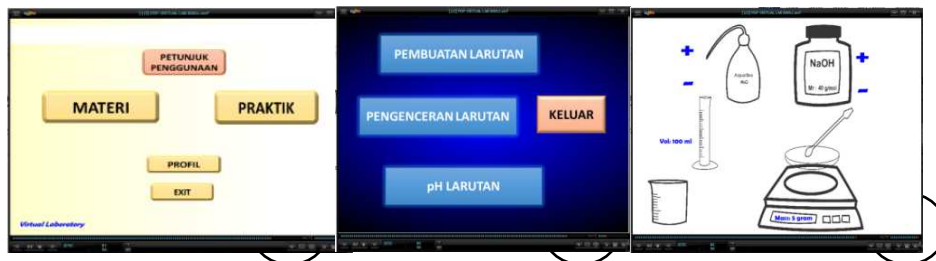 PETUNJUK
PENGGUNAAN
MATERI
PRAKTIK
PROFIL
EXIT
Virtual Laboratory
PEMBUATAN LARUTAN
PENGENCERAN LARUTAN
KELUAR
pH LARUTAN
+
-
NaOH
Mr: 40 g/mol
+
-
Vol: 100 ml
Mass: 5 gram